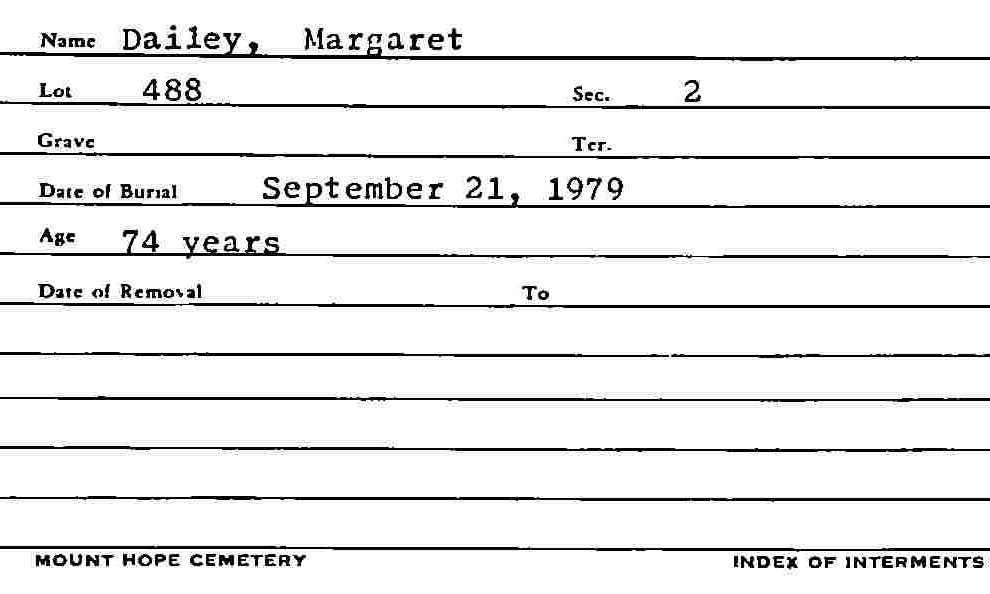 Name Dailey, Margaret
Lot 488 Sec. 2
Grave Ter.
Date of Burial September 21, 1979
Age 74 years
Date of Removal To
MOUNT HOPE CEMETERY INDEX OF INTERMENTS